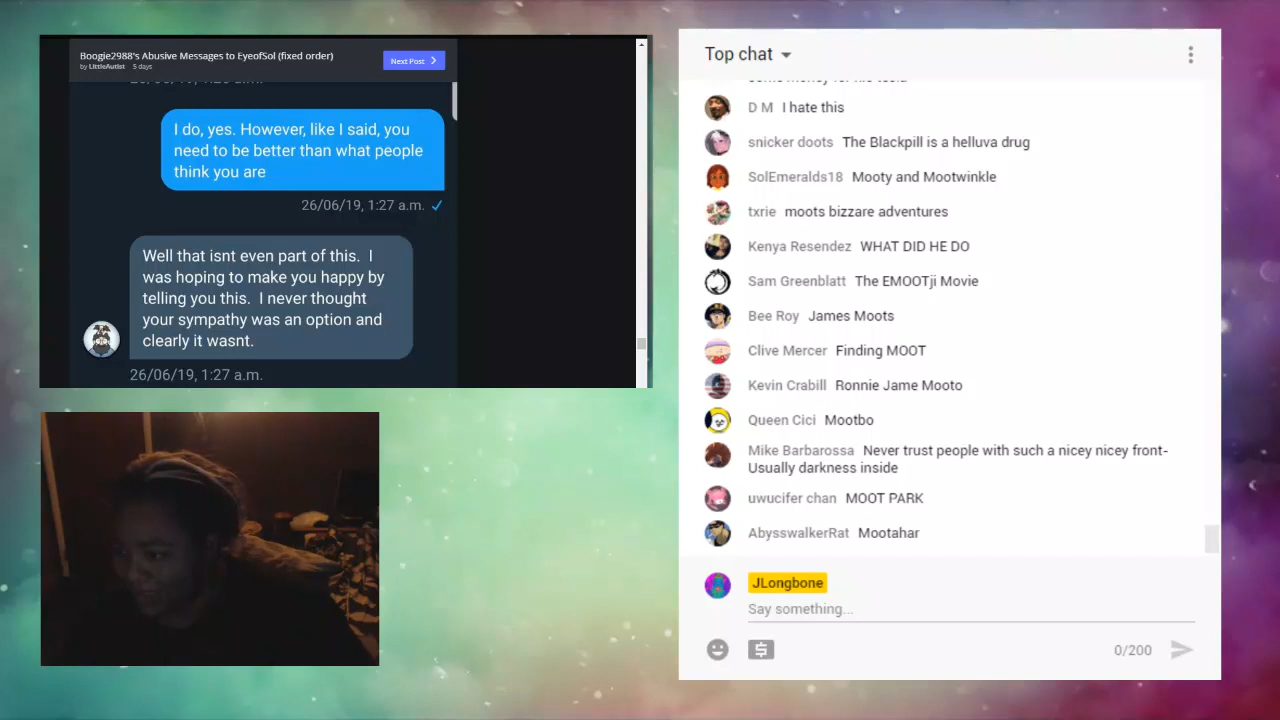 Boogie2988's Abusive Messages to EyeofSol (fixed order)
by LittleAutist 5 days
Next Post
I do, yes. However, like I said, you
need to be better than what people
think you are
26/06/19, 1:27 a.m.
Well that isnt even part of this. I
was hoping to make you happy by
telling you this. I never thought
your sympathy was an option and
clearly it wasnt.
26/06/19, 1:27 a.m.
Top chat
D M I hate this
snicker doots The Blackpill is a helluva drug
SolEmeralds18 Mooty and Mootwinkle
txrie moots bizzare adventures
Kenya Resendez WHAT DID HE DO
Sam Greenblatt The EMOOTji Movie
Bee Roy James Moots
Clive Mercer Finding MOOT
Kevin Crabill Ronnie Jame Mooto
Queen Cici Mootbo
Mike Barbarossa Never trust people with such a nicey nicey front-
Usually darkness inside
uwucifer chan MOOT PARK
AbysswalkerRat Mootahar
JLongbone
Say something...
0/200